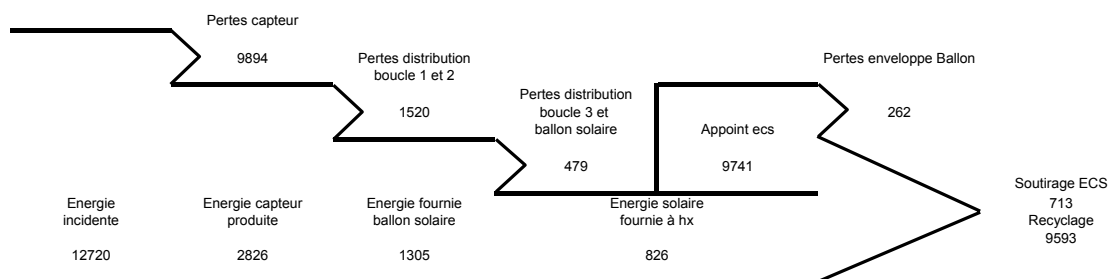 Pertes capteur
9894
Pertes distribution
boucle 1 et 2
1520
Pertes distribution
boucle 3 et
ballon solaire
479
Appoint ecs
9741
Pertes enveloppe Ballon
262
Energie
incidente
12720
Energie capteur
produite
2826
Energie fournie
ballon solaire
1305
Energie solaire
fournie à hx
826
Soutirage ECS
713
Recyclage
9593